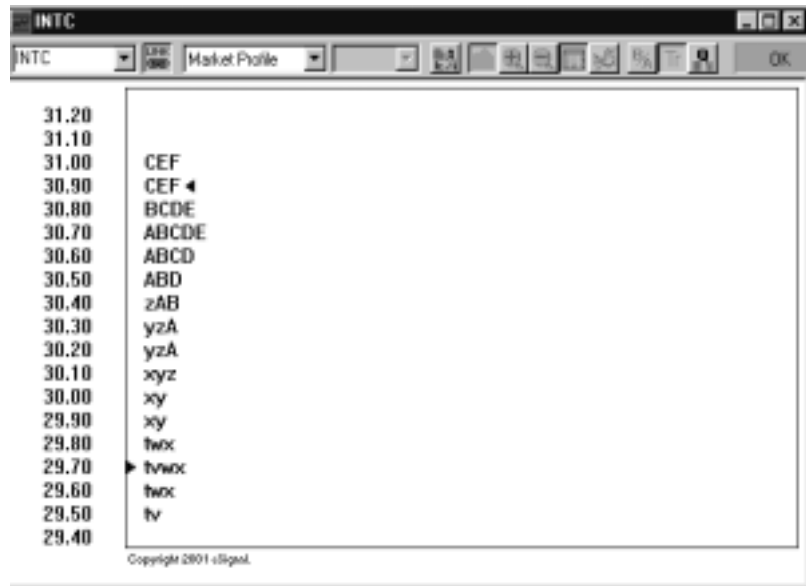 INTC
INTC Market Profile OK
31.20
31.10
31.00 CEF
30.90 CEF
30.80 BCDE
30.70 ABCDE
30.60 ABCD
30.50 ABD
30.40 zAB
30.30 yzA
30.20 yzA
30.10 xyz
30.00 xy
29.90 xy
29.80 twx
29.70 tvwx
29.60 twx
29.50 tv
29.40
Copyright 2001 eSignal.